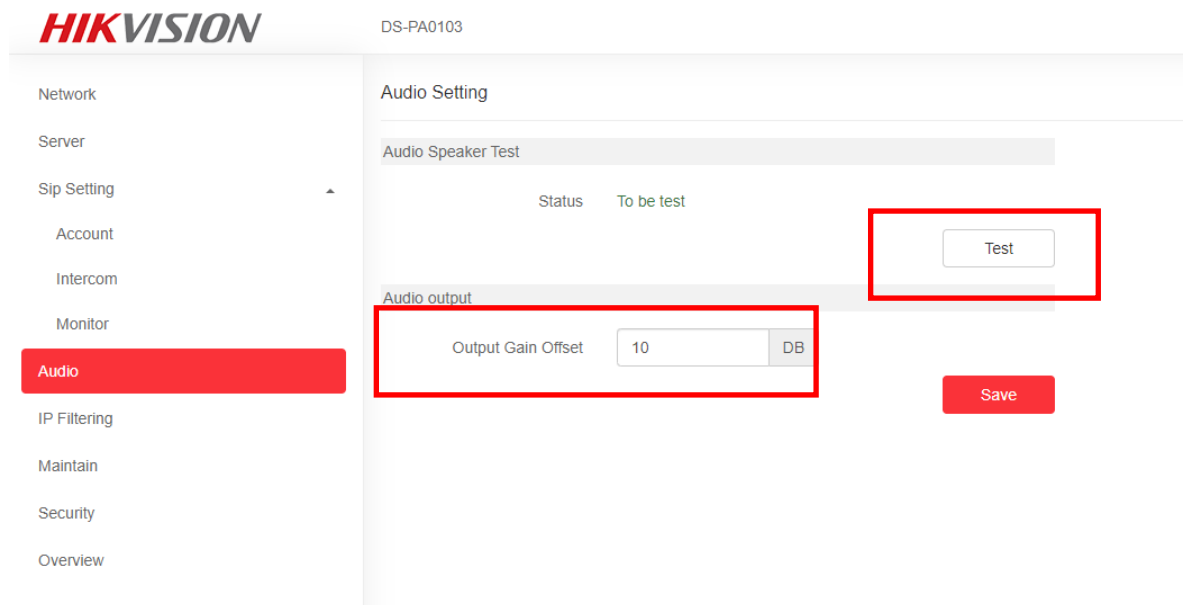 HIKVISION
DS-PA0103
Network
Server
Sip Setting
Account
Intercom
Monitor
Audio
IP Filtering
Maintain
Security
Overview
Audio Setting
Audio Speaker Test
Status To be test
Test
Audio output
Output Gain Offset 10 DB
Save